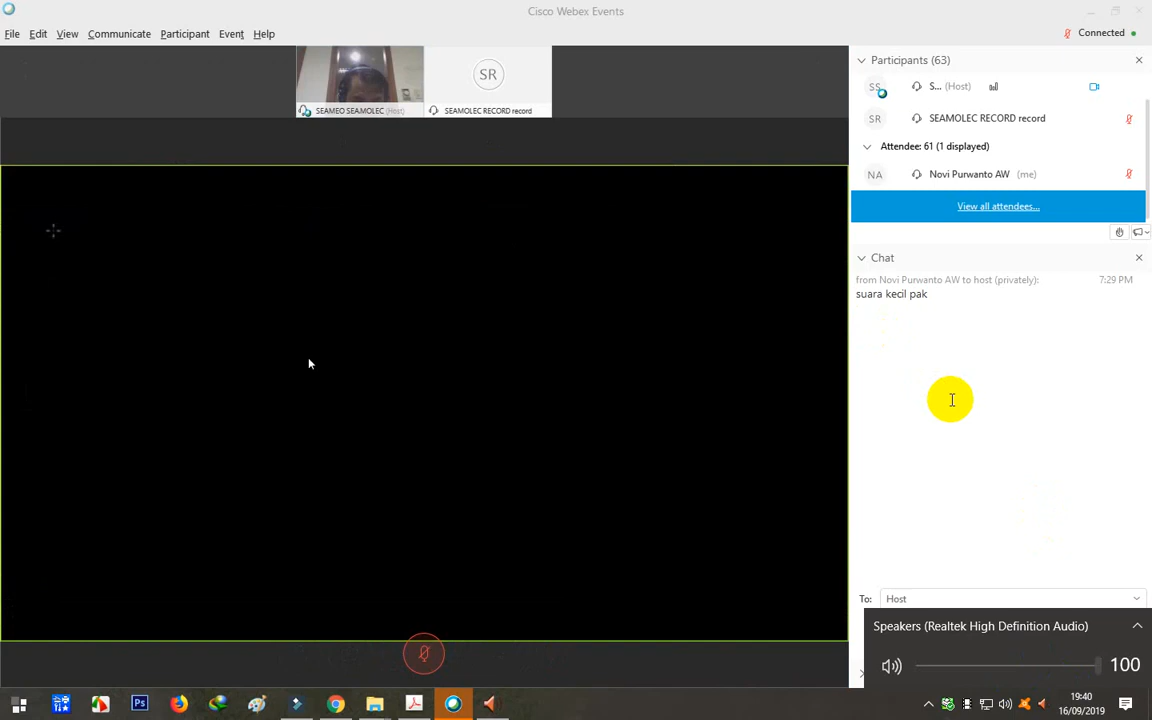 Cisco Webex Events
File Edit View Communicate Participant Event Help
Connected
SEAMEO SEAMOLEC (Host)
SR
SEAMOLEC RECORD record
Participants (63)
SS S... (Host)
SR SEAMOLEC RECORD record
Attendee: 61 (1 displayed)
NA Novi Purwanto AW (me)
View all attendees...
Chat
from Novi Purwanto AW to host (privately): 7:29 PM
suara kecil pak
To: Host
Speakers (Realtek High Definition Audio)
100
Ps
19:40
16/09/2019